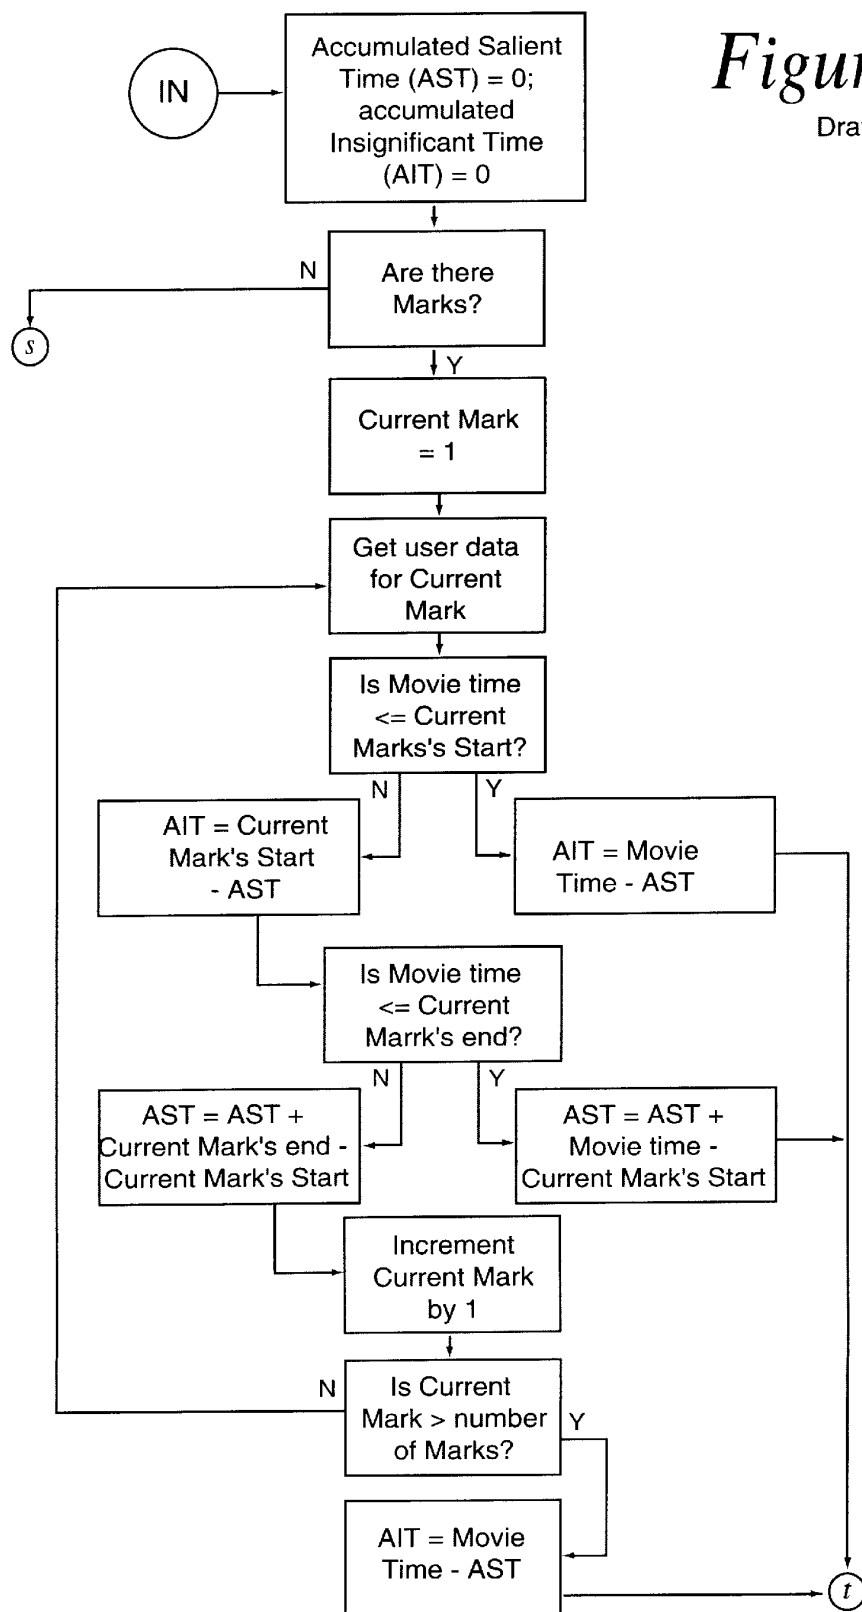 Figur
Dra
IN
Accumulated Salient
Time (AST) = 0;
accumulated
Insignificant Time
(AIT) = 0
N
Are there
Marks?
s
Y
Current Mark
= 1
Get user data
for Current
Mark
Is Movie time
<= Current
Marks's Start?
N
Y
AIT = Current
Mark's Start
- AST
AIT = Movie
Time - AST
Is Movie time
<= Current
Marrk's end?
N
Y
AST = AST +
Current Mark's end -
Current Mark's Start
AST = AST +
Movie time -
Current Mark's Start
Increment
Current Mark
by 1
N
Is Current
Mark > number
of Marks?
Y
AIT = Movie
Time - AST
t